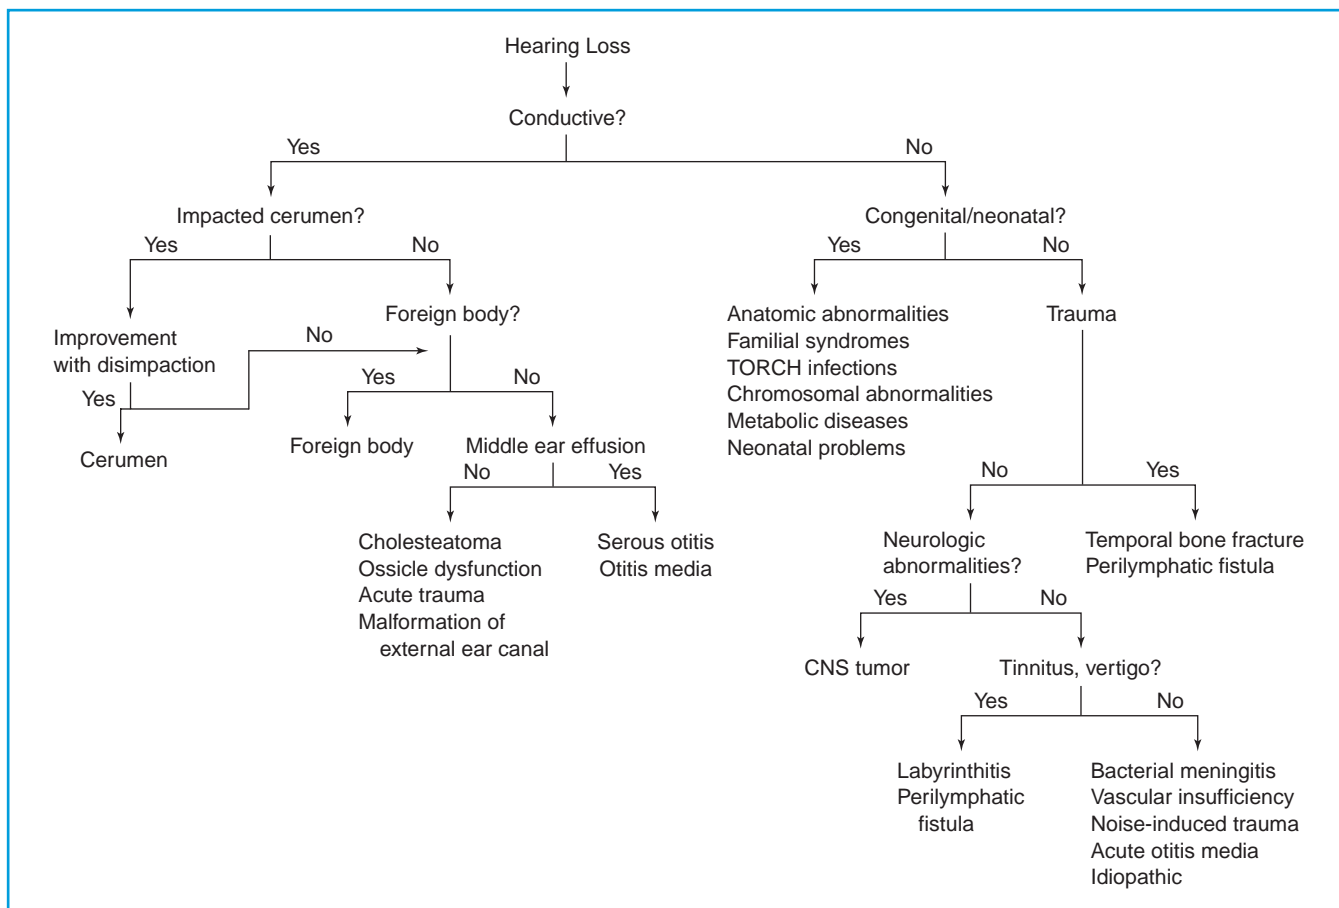 Hearing Loss
Conductive?
Yes
No
Impacted cerumen?
Congenital/neonatal?
Yes
No
Yes
No
Improvement
with disimpaction
No
Foreign body?
Anatomic abnormalities
Familial syndromes
TORCH infections
Chromosomal abnormalities
Metabolic diseases
Neonatal problems
Trauma
Yes
Yes
No
Cerumen
Foreign body
Middle ear effusion
No
Yes
No
Yes
Cholesteatoma
Ossicle dysfunction
Acute trauma
Malformation of
external ear canal
Serous otitis
Otitis media
Neurologic
abnormalities?
Temporal bone fracture
Perilymphatic fistula
Yes
No
CNS tumor
Tinnitus, vertigo?
Yes
No
Labyrinthitis
Perilymphatic
fistula
Bacterial meningitis
Vascular insufficiency
Noise-induced trauma
Acute otitis media
Idiopathic